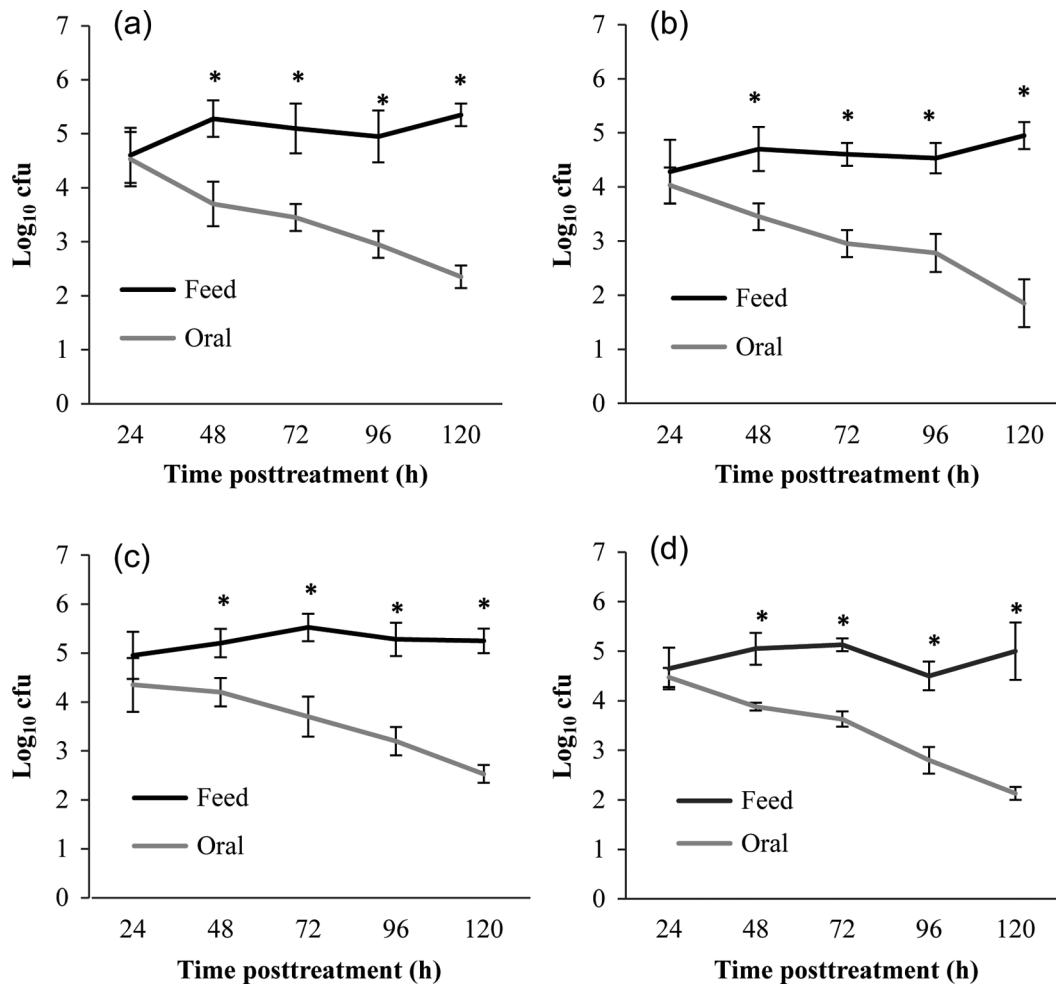 (a)
7
6
5
4
3
2
1
0
Log10 cfu
* * * *
Feed
Oral
24 48 72 96 120
Time posttreatment (h)
(b)
7
6
5
4
3
2
1
0
Log10 cfu
* * * *
Feed
Oral
24 48 72 96 120
Time posttreatment (h)
(c)
7
6
5
4
3
2
1
0
Log10 cfu
* * * *
Feed
Oral
24 48 72 96 120
Time posttreatment (h)
(d)
7
6
5
4
3
2
1
0
Log10 cfu
* * * *
Feed
Oral
24 48 72 96 120
Time posttreatment (h)